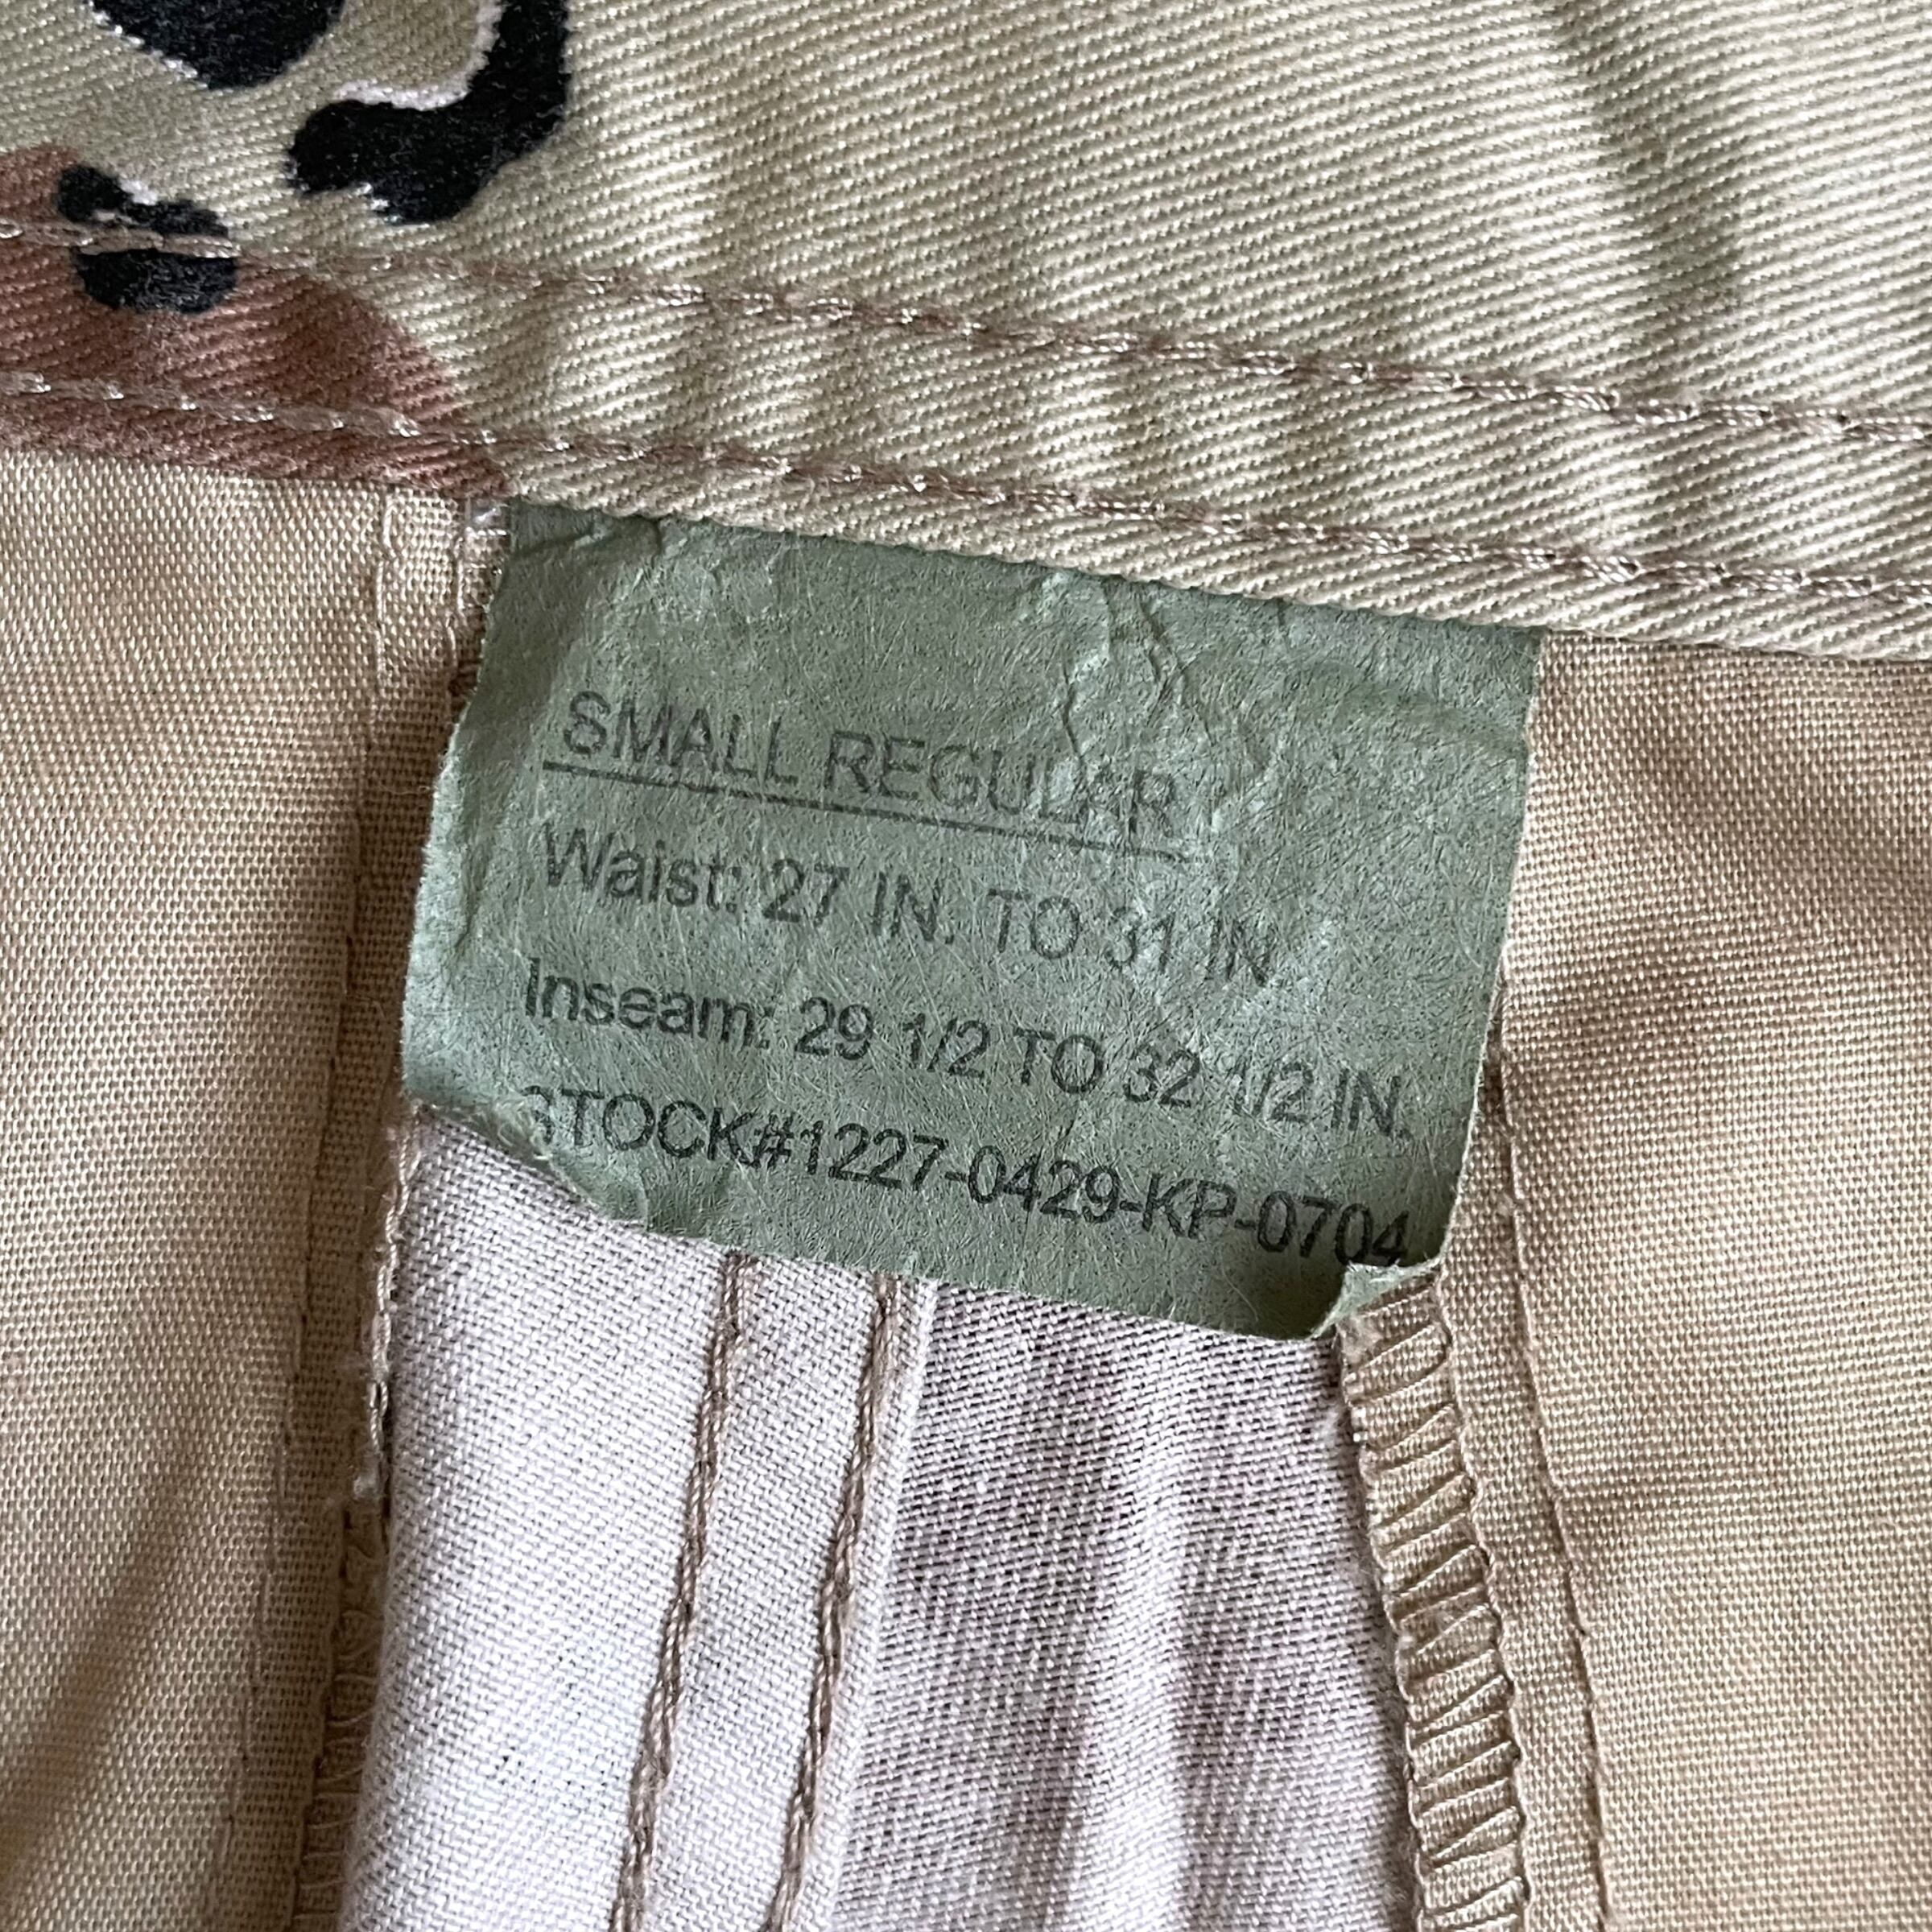 SMALL REGULAR
Waist: 27 IN. TO 31 IN.
Inseam: 29 1/2 TO 32 1/2 IN.
STOCK#1227-0429-KP-0704